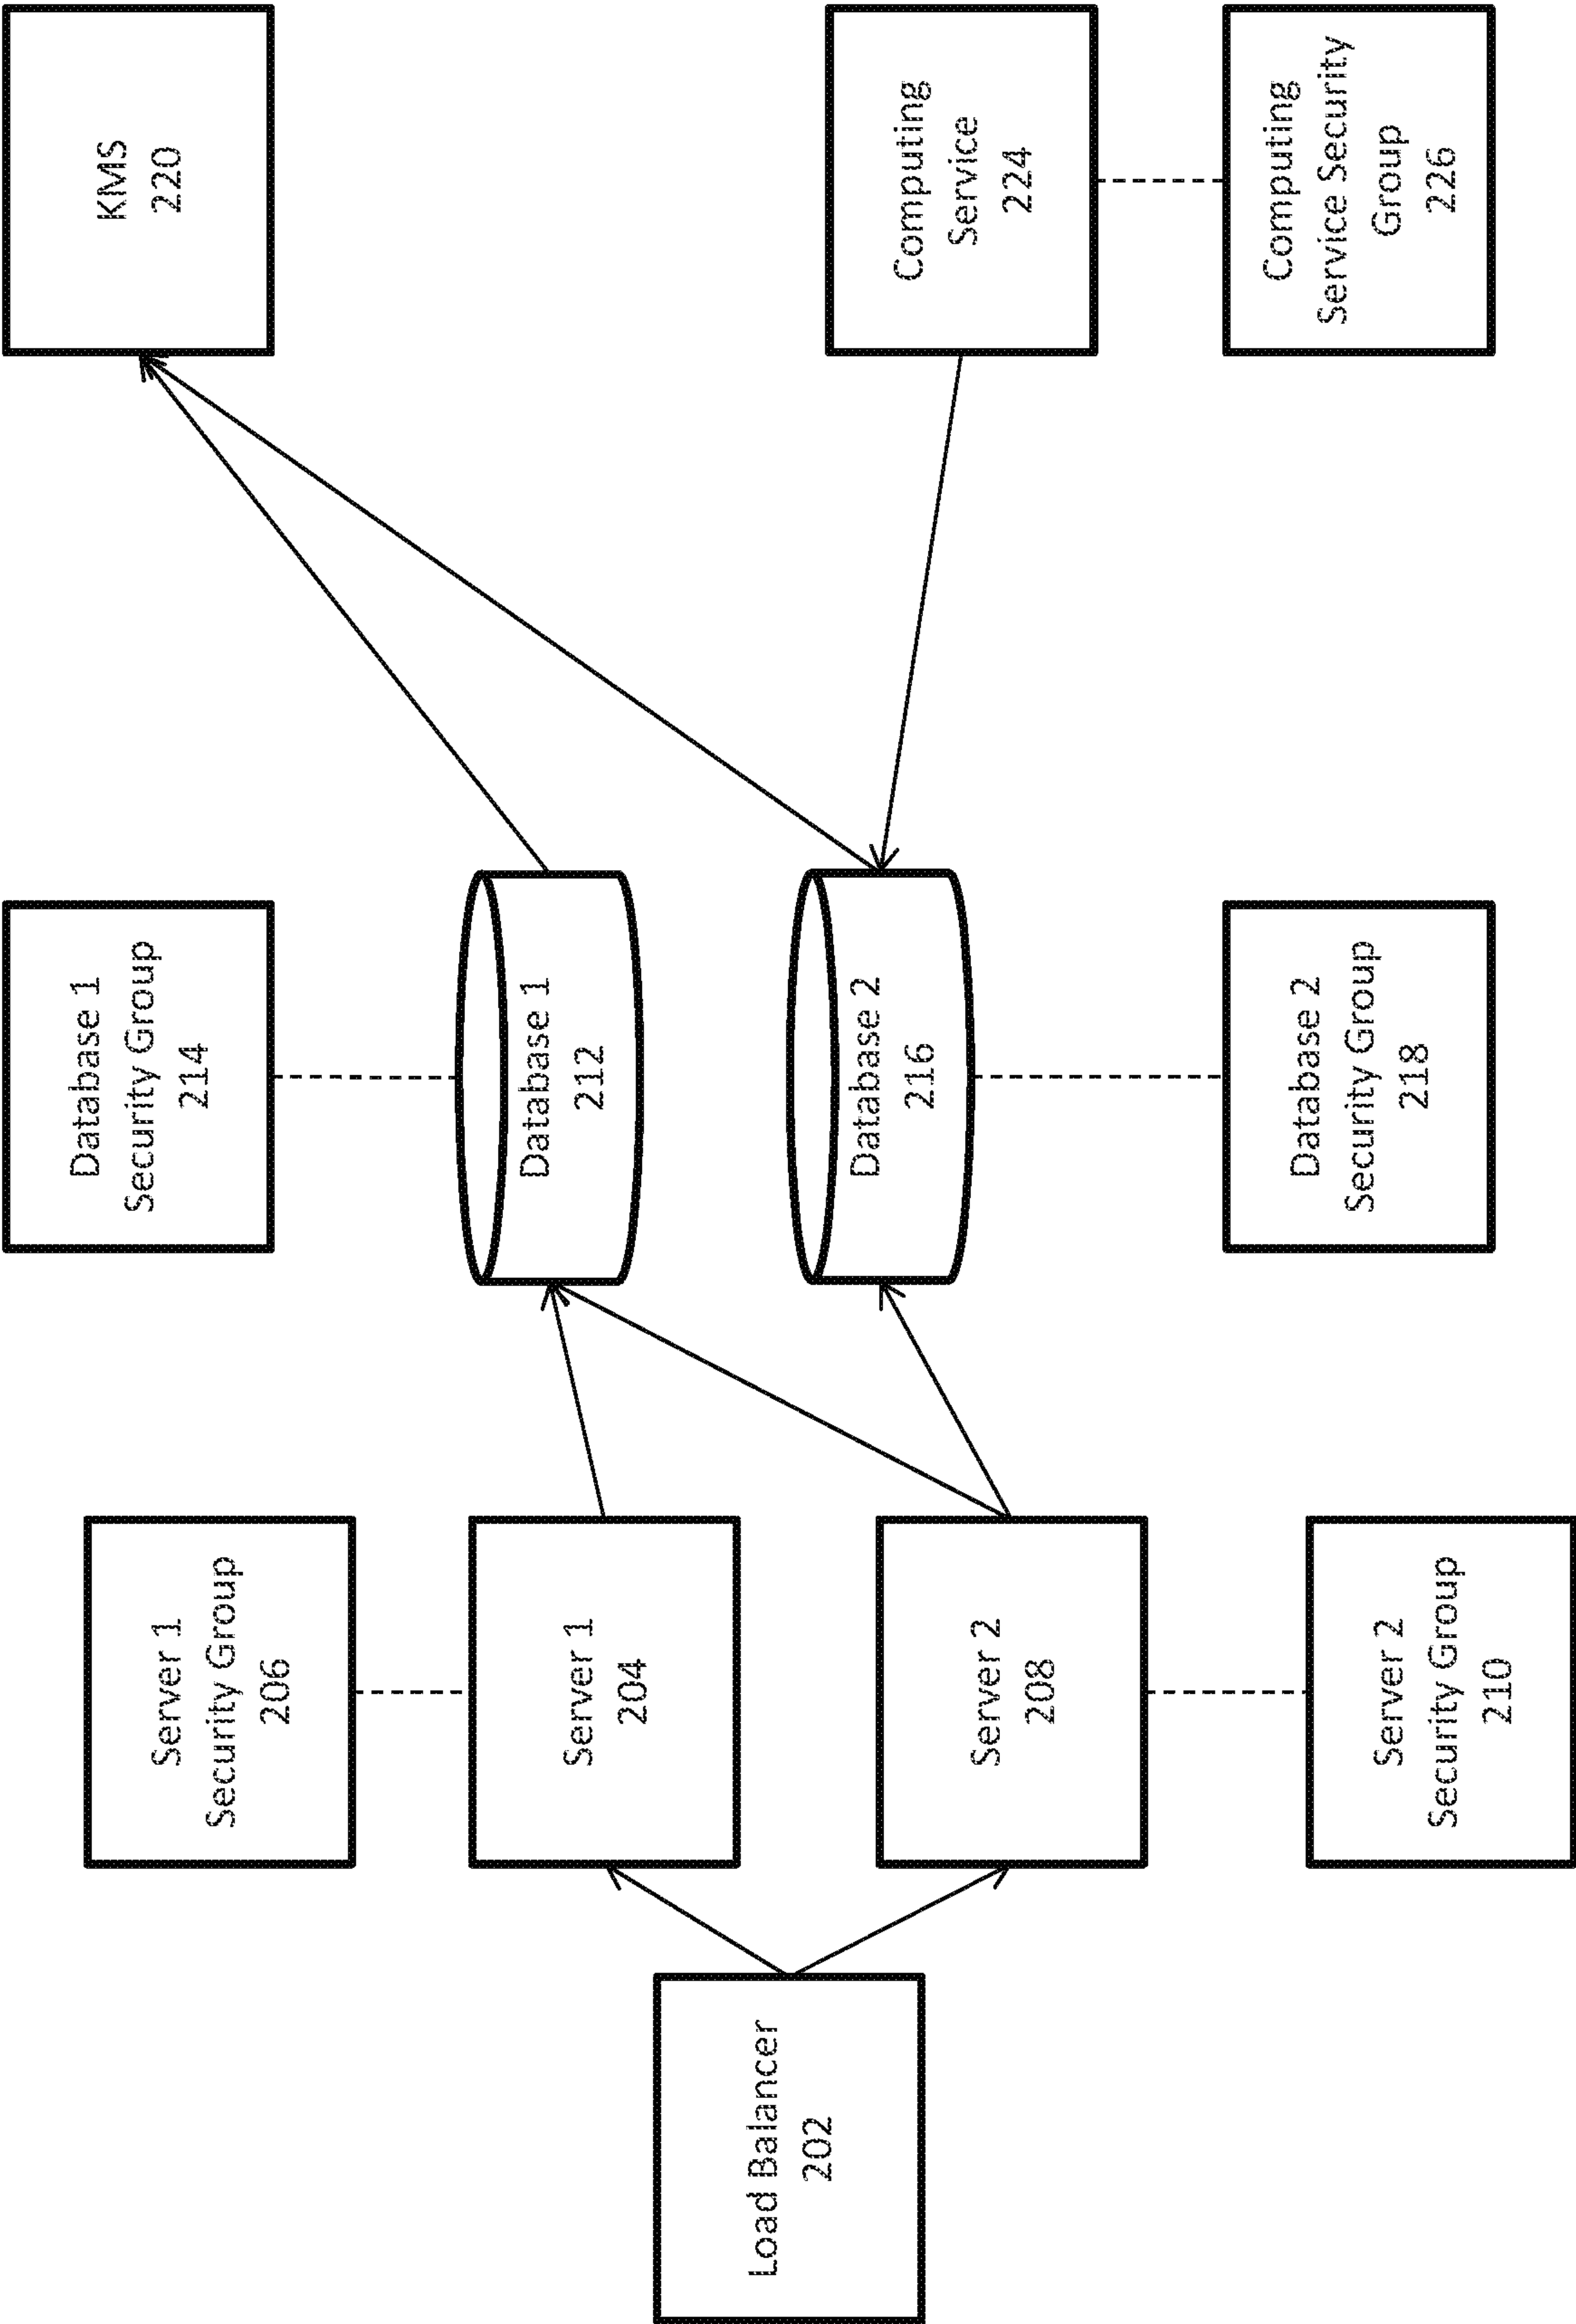 Load Balancer
202
Server 1
Security Group
206
Server 1
204
Server 2
208
Server 2
Security Group
210
Database 1
Security Group
214
Database 1
212
Database 2
216
Database 2
Security Group
218
KMS
220
Computing
Service
224
Computing
Service Security
Group
226